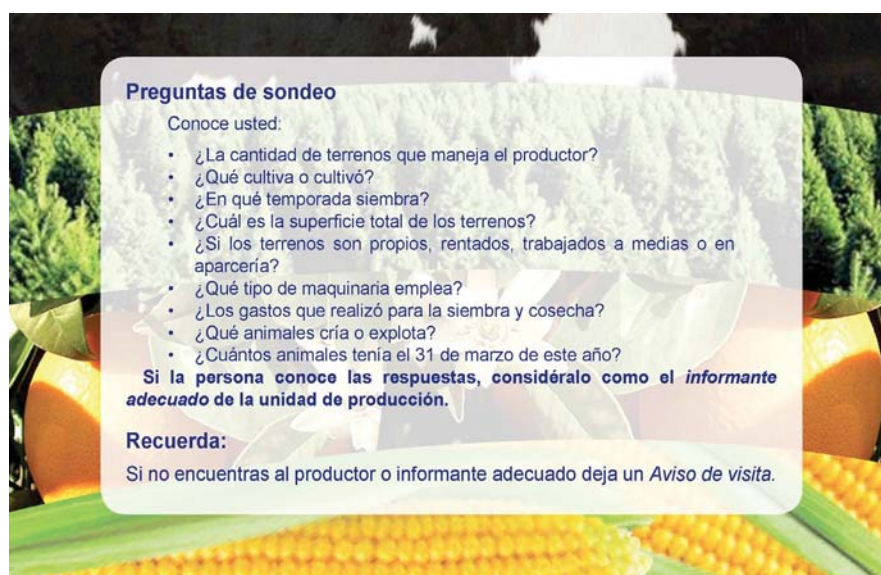 Preguntas de sondeo
Conoce usted:
• ¿La cantidad de terrenos que maneja el productor?
• ¿Qué cultiva o cultivó?
• ¿En qué temporada siembra?
• ¿Cuál es la superficie total de los terrenos?
• ¿Si los terrenos son propios, rentados, trabajados a medias o en
aparcería?
• ¿Qué tipo de maquinaria emplea?
• ¿Los gastos que realizó para la siembra y cosecha?
• ¿Qué animales cría o explota?
• ¿Cuántos animales tenía el 31 de marzo de este año?
Si la persona conoce las respuestas, considéralo como el informante
adecuado de la unidad de producción.
Recuerda:
Si no encuentras al productor o informante adecuado deja un Aviso de visita.